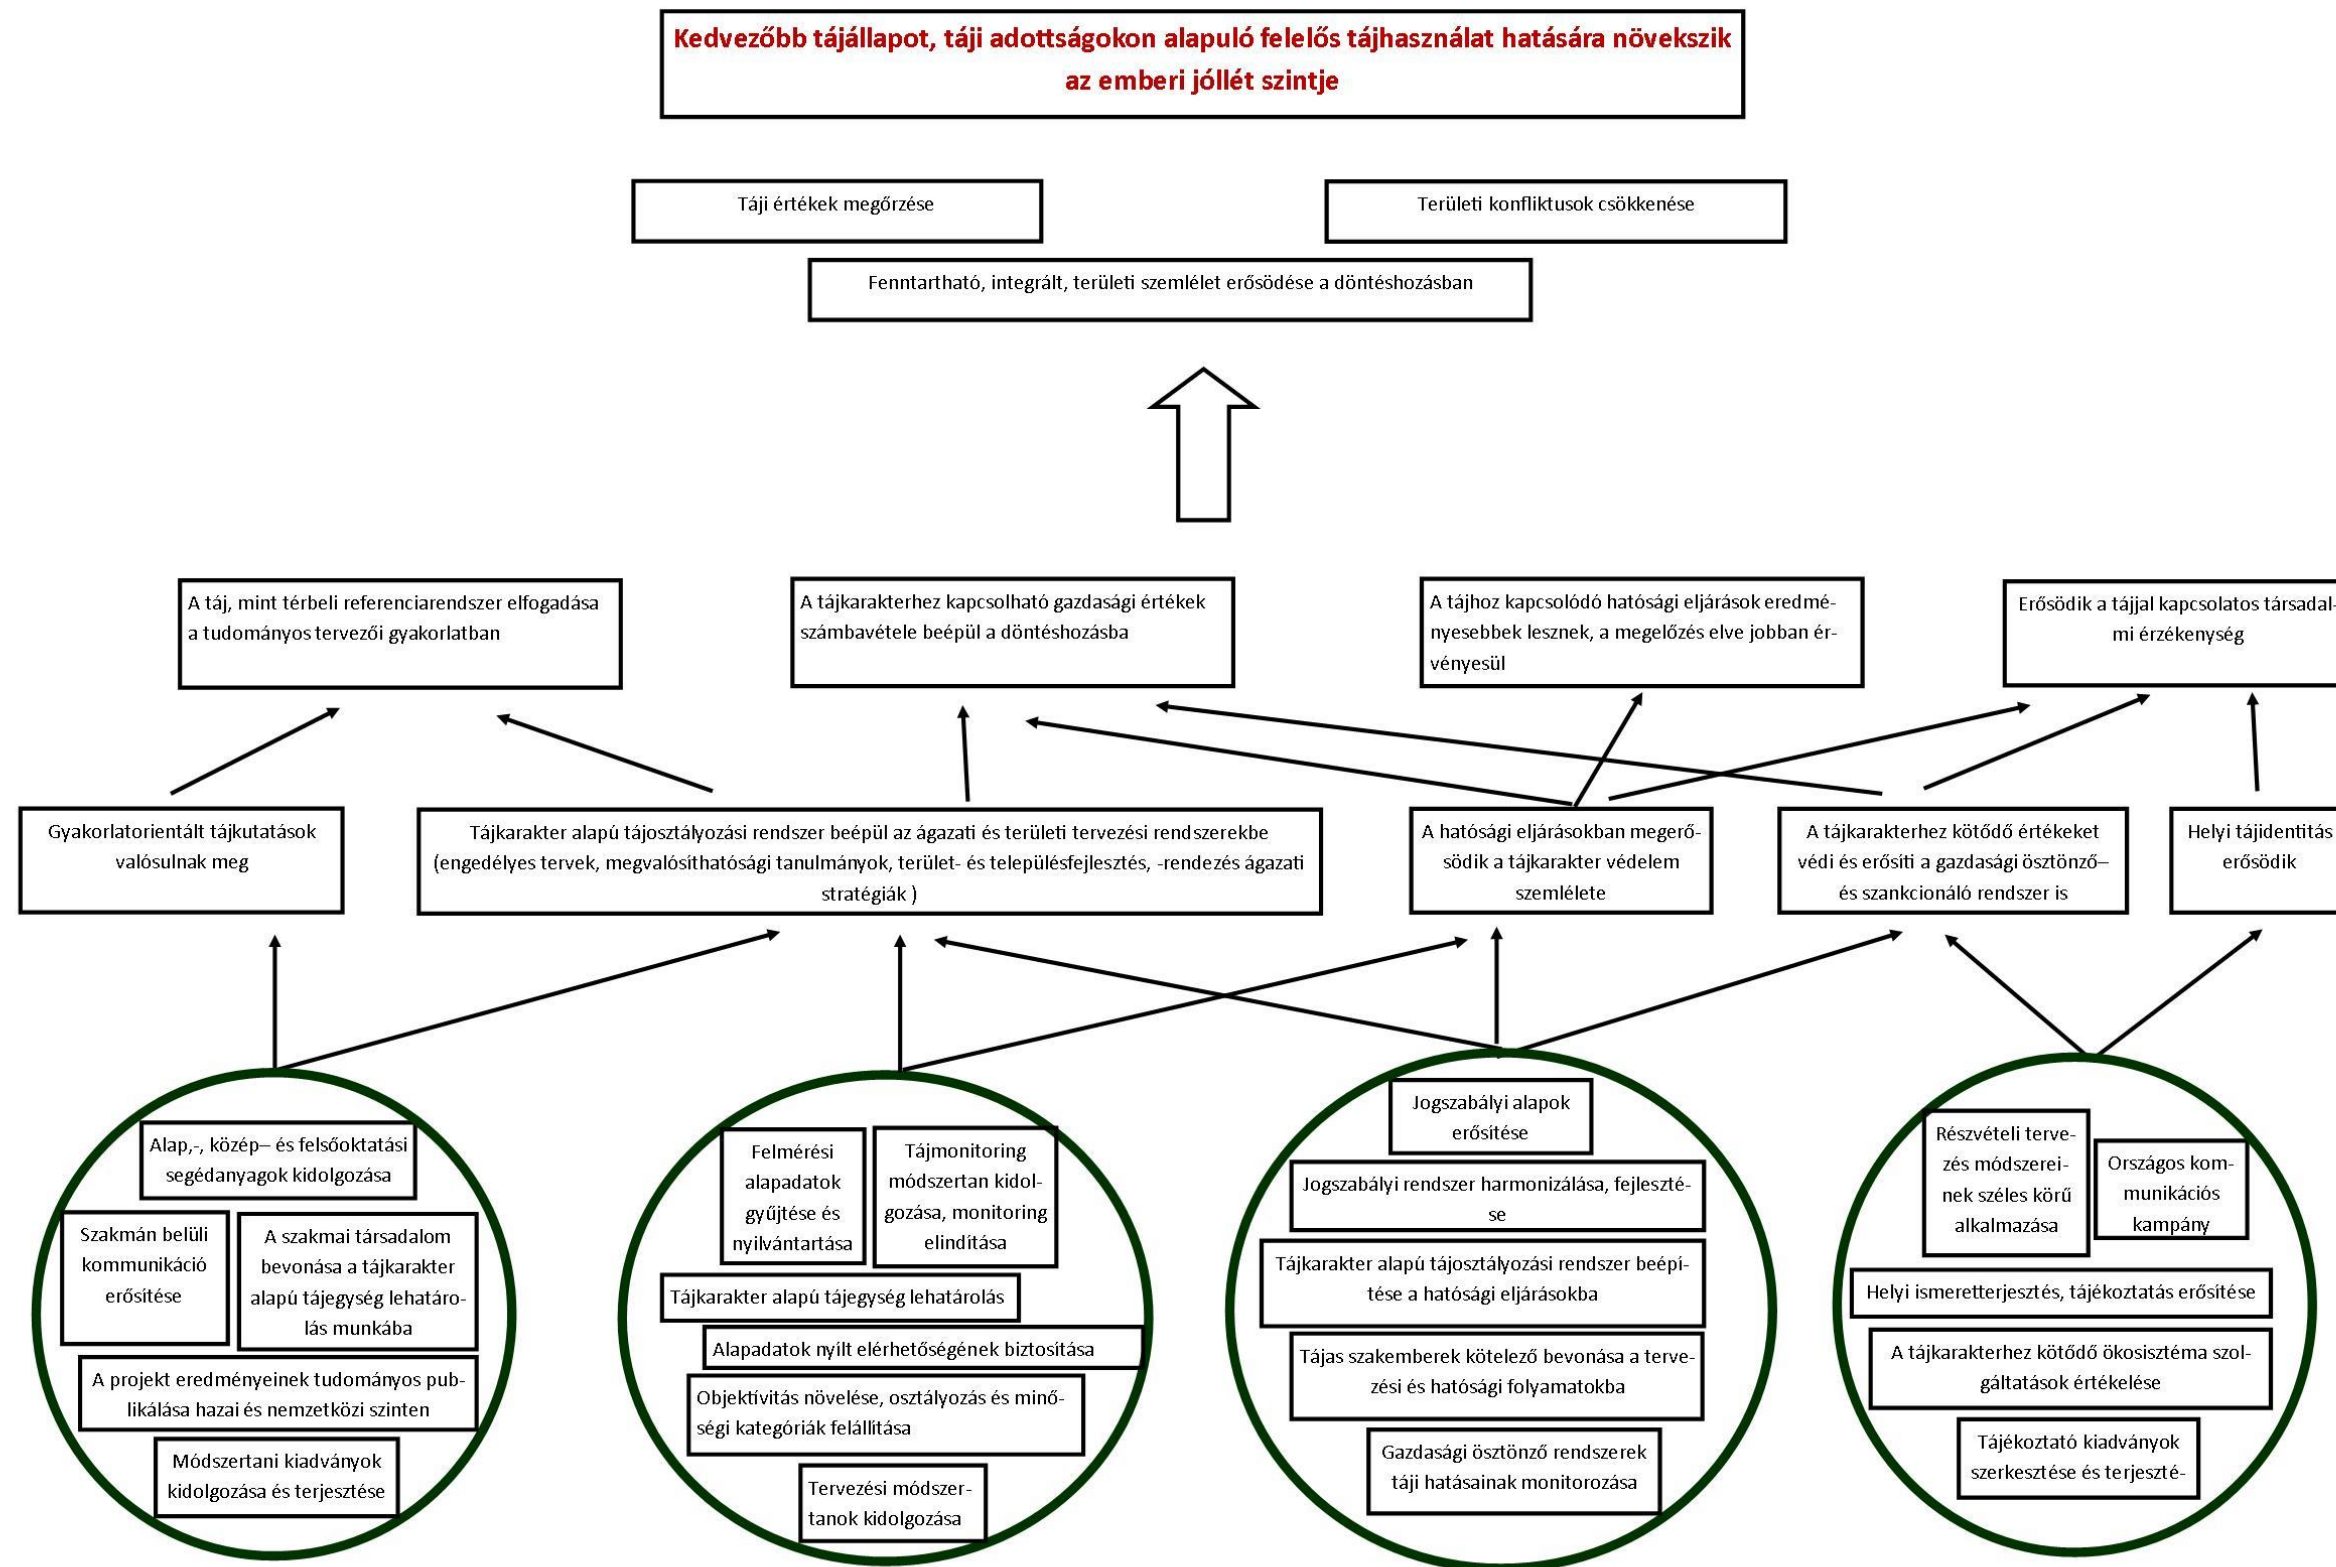 Kedvezőbb tájállapot, táji adottságokon alapuló felelős tájhasználat hatására növekszik
az emberi jóllét szintje
Táji értékek megőrzése
Területi konfliktusok csökkenése
Fenntartható, integrált, területi szemlélet erősödése a döntéshozásban
A táj, mint térbeli referenciarendszer elfogadása
a tudományos tervezői gyakorlatban
A tájkarakterhez kapcsolható gazdasági értékek
számbavétele beépül a döntéshozásba
A tájhoz kapcsolódó hatósági eljárások eredmé-
nyesebbek lesznek, a megelőzés elve jobban ér-
vényesül
Erősödik a tájjal kapcsolatos társadal-
mi érzékenység
Gyakorlatorientált tájkutatások
valósulnak meg
Tájkarakter alapú tájosztályozási rendszer beépül az ágazati és területi tervezési rendszerekbe
(engedélyes tervek, megvalósíthatósági tanulmányok, terület- és településfejlesztés, -rendezés ágazati
stratégiák )
A hatósági eljárásokban megerő-
södik a tájkarakter védelem
szemlélete
A tájkarakterhez kötődő értékeket
védi és erősíti a gazdasági ösztönző–
és szankcionáló rendszer is
Helyi tájidentitás
erősödik
Alap,-, közép– és felsőoktatási
segédanyagok kidolgozása
Szakmán belüli
kommunikáció
erősítése
A szakmai társadalom
bevonása a tájkarakter
alapú tájegység lehatáro-
lás munkába
A projekt eredményeinek tudományos pub-
likálása hazai és nemzetközi szinten
Módszertani kiadványok
kidolgozása és terjesztése
Felmérési
alapadatok
gyűjtése és
nyilvántartása
Tájmonitoring
módszertan kidol-
gozása, monitoring
elindítása
Tájkarakter alapú tájegység lehatárolás
Alapadatok nyílt elérhetőségének biztosítása
Objektívitás növelése, osztályozás és minő-
ségi kategóriák felállítása
Tervezési módszer-
tanok kidolgozása
Jogszabályi alapok
erősítése
Jogszabályi rendszer harmonizálása, fejleszté-
se
Tájkarakter alapú tájosztályozási rendszer beépí-
tése a hatósági eljárásokba
Tájas szakemberek kötelező bevonása a terve-
zési és hatósági folyamatokba
Gazdasági ösztönző rendszerek
táji hatásainak monitorozása
Részvételi terve-
zés módszerei-
nek széles körű
alkalmazása
Országos kom-
munikációs
kampány
Helyi ismeretterjesztés, tájékoztatás erősítése
A tájkarakterhez kötődő ökosisztéma szol-
gáltatások értékelése
Tájékoztató kiadványok
szerkesztése és terjeszté-